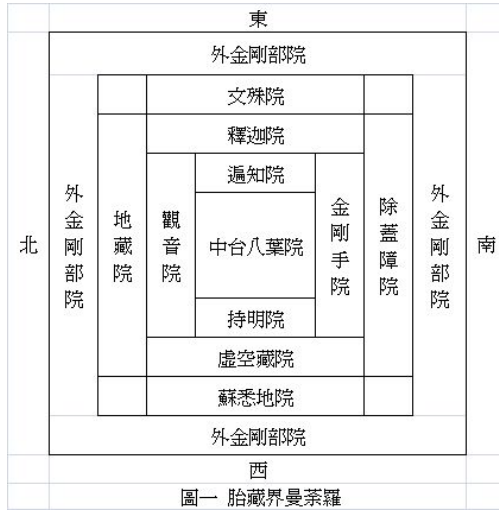 東
外金剛部院
文殊院
釋迦院
遍知院
北
外金剛部院
地藏院
觀音院
中台八葉院
金剛手院
除蓋障院
外金剛部院
南
持明院
虛空藏院
蘇悉地院
外金剛部院
西
圖一 胎藏界曼荼羅